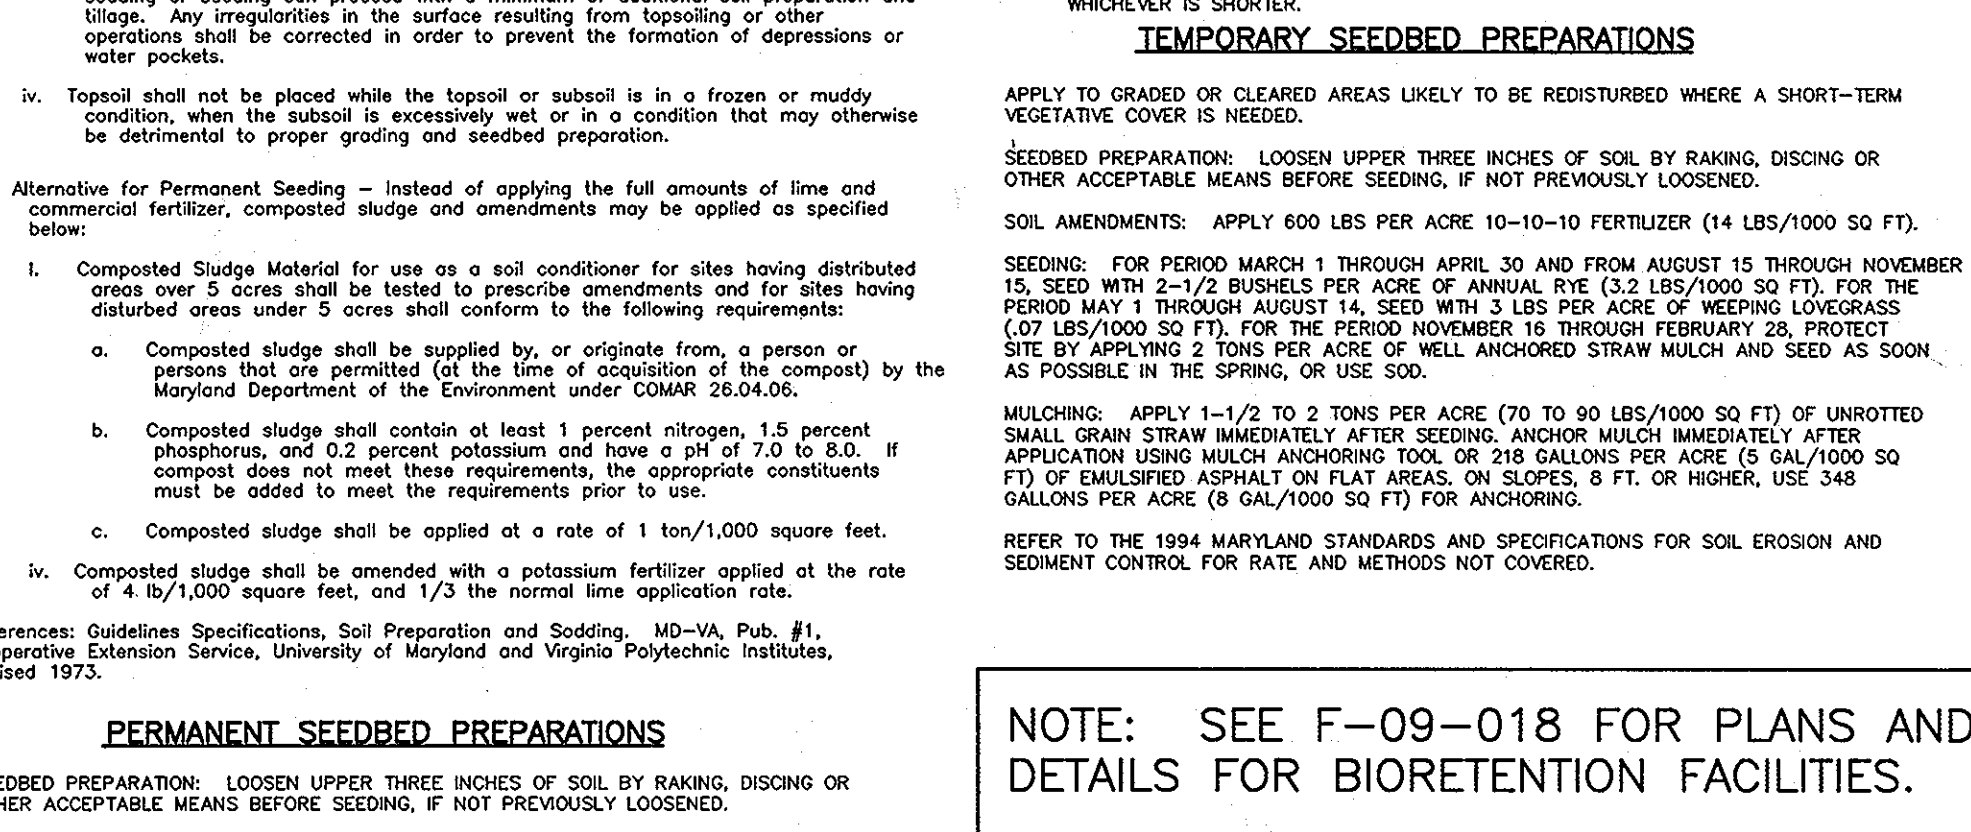 tillage. Any irregularities in the surface resulting from topsoiling or other
operations shall be corrected in order to prevent the formation of depressions or
water pockets.
iv. Topsoil shall not be placed while the topsoil or subsoil is in a frozen or muddy
condition, when the subsoil is excessively wet or in a condition that may otherwise
be detrimental to proper grading and seedbed preparation.
Alternative for Permanent Seeding – Instead of applying the full amounts of lime and
commercial fertilizer, composted sludge and amendments may be applied as specified
below:
I. Composted Sludge Material for use as a soil conditioner for sites having distributed
areas over 5 acres shall be tested to prescribe amendments and for sites having
disturbed areas under 5 acres shall conform to the following requirements:
a. Composted sludge shall be supplied by, or originate from, a person or
persons that are permitted (at the time of acquisition of the compost) by the
Maryland Department of the Environment under COMAR 26.04.06.
b. Composted sludge shall contain at least 1 percent nitrogen, 1.5 percent
phosphorus, and 0.2 percent potassium and have a pH of 7.0 to 8.0. If
compost does not meet these requirements, the appropriate constituents
must be added to meet the requirements prior to use.
c. Composted sludge shall be applied at a rate of 1 ton/1,000 square feet.
iv. Composted sludge shall be amended with a potassium fertilizer applied at the rate
of 4 lb/1,000 square feet, and 1/3 the normal lime application rate.
erences: Guidelines Specifications, Soil Preparation and Sodding. MD–VA, Pub. #1,
perative Extension Service, University of Maryland and Virginia Polytechnic Institutes,
ised 1973.
PERMANENT SEEDBED PREPARATIONS
EDBED PREPARATION: LOOSEN UPPER THREE INCHES OF SOIL BY RAKING, DISCING OR
HER ACCEPTABLE MEANS BEFORE SEEDING, IF NOT PREVIOUSLY LOOSENED.
WHICHEVER IS SHORTER.
TEMPORARY SEEDBED PREPARATIONS
APPLY TO GRADED OR CLEARED AREAS LIKELY TO BE REDISTURBED WHERE A SHORT–TERM
VEGETATIVE COVER IS NEEDED.
SEEDBED PREPARATION: LOOSEN UPPER THREE INCHES OF SOIL BY RAKING, DISCING OR
OTHER ACCEPTABLE MEANS BEFORE SEEDING, IF NOT PREVIOUSLY LOOSENED.
SOIL AMENDMENTS: APPLY 600 LBS PER ACRE 10–10–10 FERTILIZER (14 LBS/1000 SQ FT).
SEEDING: FOR PERIOD MARCH 1 THROUGH APRIL 30 AND FROM AUGUST 15 THROUGH NOVEMBER
15, SEED WITH 2–1/2 BUSHELS PER ACRE OF ANNUAL RYE (3.2 LBS/1000 SQ FT). FOR THE
PERIOD MAY 1 THROUGH AUGUST 14, SEED WITH 3 LBS PER ACRE OF WEEPING LOVEGRASS
(.07 LBS/1000 SQ FT). FOR THE PERIOD NOVEMBER 16 THROUGH FEBRUARY 28, PROTECT
SITE BY APPLYING 2 TONS PER ACRE OF WELL ANCHORED STRAW MULCH AND SEED AS SOON
AS POSSIBLE IN THE SPRING, OR USE SOD.
MULCHING: APPLY 1–1/2 TO 2 TONS PER ACRE (70 TO 90 LBS/1000 SQ FT) OF UNROTTED
SMALL GRAIN STRAW IMMEDIATELY AFTER SEEDING. ANCHOR MULCH IMMEDIATELY AFTER
APPLICATION USING MULCH ANCHORING TOOL OR 218 GALLONS PER ACRE (5 GAL/1000 SQ
FT) OF EMULSIFIED ASPHALT ON FLAT AREAS. ON SLOPES, 8 FT. OR HIGHER, USE 348
GALLONS PER ACRE (8 GAL/1000 SQ FT) FOR ANCHORING.
REFER TO THE 1994 MARYLAND STANDARDS AND SPECIFICATIONS FOR SOIL EROSION AND
SEDIMENT CONTROL FOR RATE AND METHODS NOT COVERED.
NOTE: SEE F–09–018 FOR PLANS AND
DETAILS FOR BIORETENTION FACILITIES.